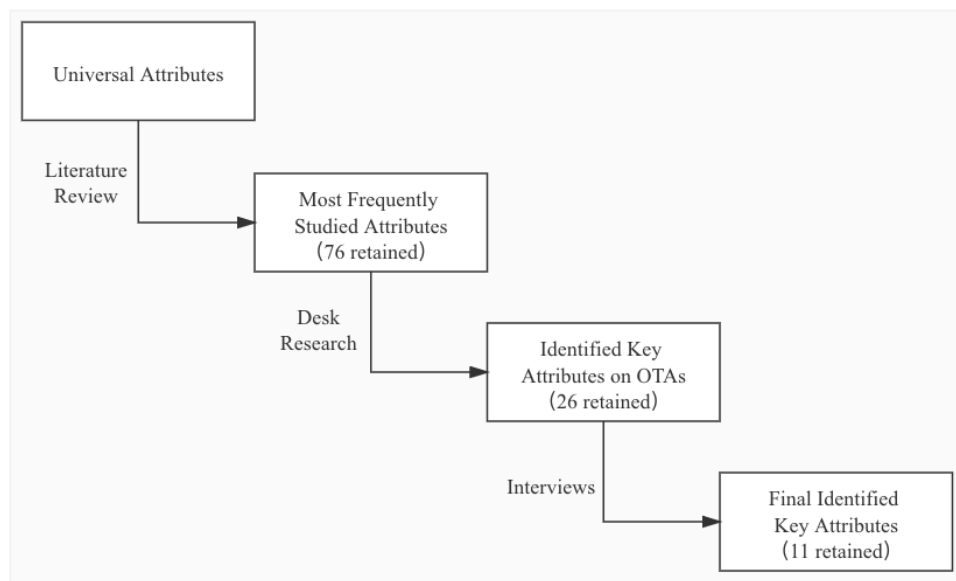 Universal Attributes
Literature
Review
Most Frequently
Studied Attributes
(76 retained)
Desk
Research
Identified Key
Attributes on OTAs
(26 retained)
Interviews
Final Identified
Key Attributes
(11 retained)